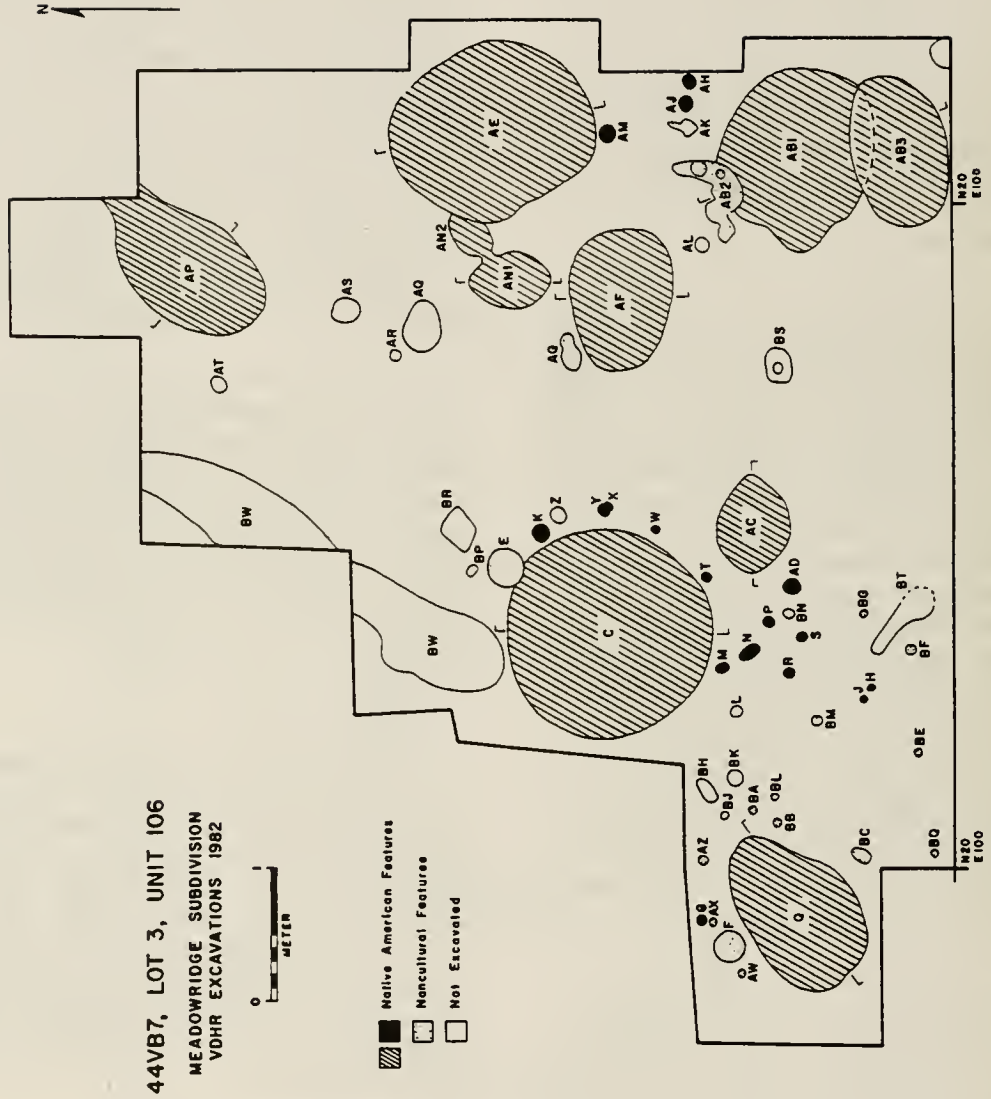 44VB7, LOT 3, UNIT 106
MEADOWRIDGE SUBDIVISION
VDHR EXCAVATIONS 1982
0 1
METER
Native American Features
Noncultural Features
Not Excavated
N
AP
AT
AS
AR
AQ
AE
AN2
AN1
AM
AF
AG
AH
AJ
AK
AL
AB2
AB1
AB3
BS
BW
BW
BR
BP
E
K
Z
Y
X
W
C
T
AC
AD
M
N
P
BN
S
R
L
BG
BT
BF
J
H
BM
BE
BH
BK
BJ
BA
BL
BB
AZ
BC
BQ
G
AX
F
AW
Q
N20
E100
N20
E100